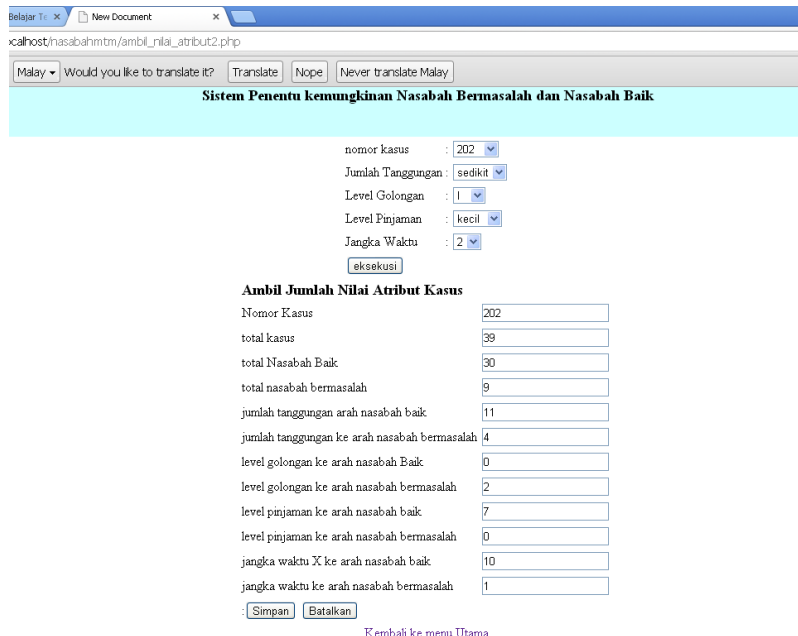 Belajar Te × New Document ×
ocalhost/nasabahmtm/ambil_nilai_atribut2.php
Malay Would you like to translate it? Translate Nope Never translate Malay
Sistem Penentu kemungkinan Nasabah Bermasalah dan Nasabah Baik
nomor kasus : 202
Jumlah Tanggungan : sedikit
Level Golongan : I
Level Pinjaman : kecil
Jangka Waktu : 2
eksekusi
Ambil Jumlah Nilai Atribut Kasus
Nomor Kasus 202
total kasus 39
total Nasabah Baik 30
total nasabah bermasalah 9
jumlah tanggungan arah nasabah baik 11
jumlah tanggungan ke arah nasabah bermasalah 4
level golongan ke arah nasabah Baik 0
level golongan ke arah nasabah bermasalah 2
level pinjaman ke arah nasabah baik 7
level pinjaman ke arah nasabah bermasalah 0
jangka waktu X ke arah nasabah baik 10
jangka waktu ke arah nasabah bermasalah 1
: Simpan Batalkan
Kembali ke menu Utama